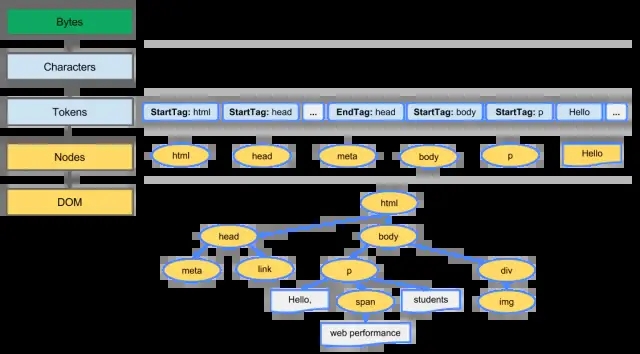 Bytes
Characters
Tokens
StartTag: html
StartTag: head
...
EndTag: head
StartTag: body
StartTag: p
Hello
...
Nodes
html
head
meta
body
p
Hello
DOM
html
head
body
meta
link
p
div
Hello,
span
students
img
web performance